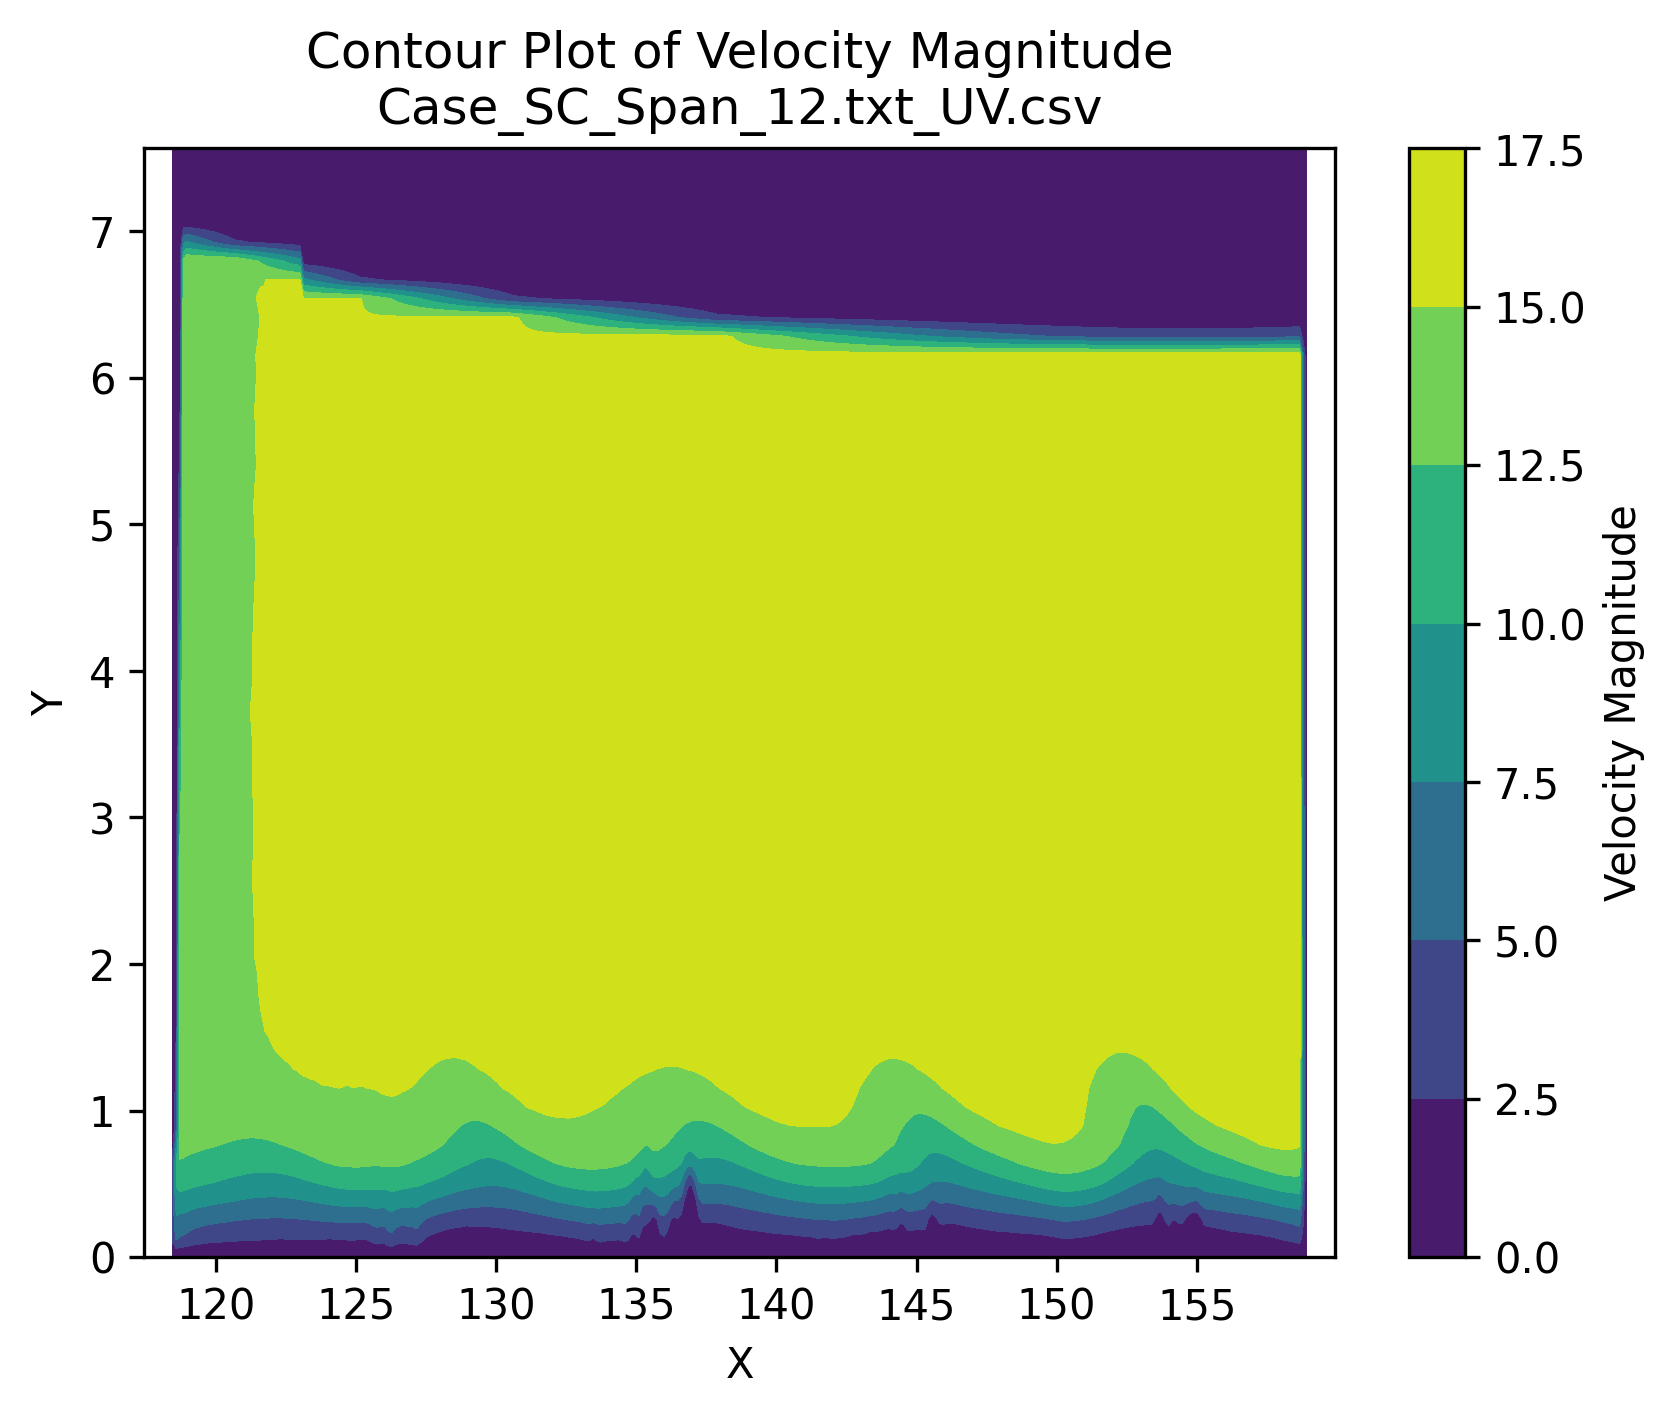 Contour Plot of Velocity Magnitude
Case_SC_Span_12.txt_UV.csv
7
6
5
4
3
2
1
0
Y
120 125 130 135 140 145 150 155
X
17.5
15.0
12.5
10.0
7.5
5.0
2.5
0.0
Velocity Magnitude